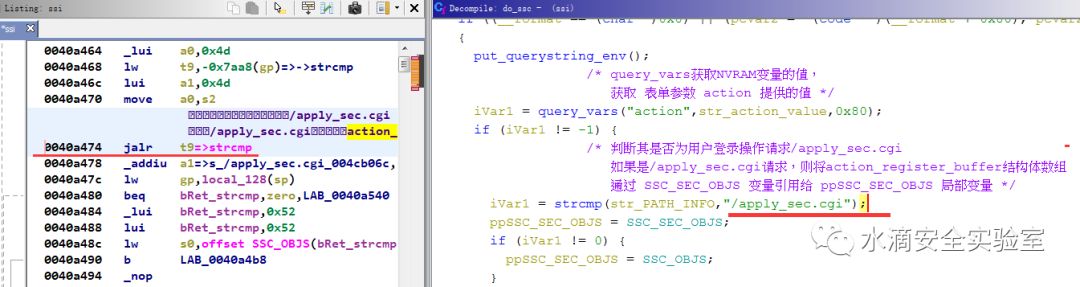 Listing: ssi
*ssi
0040a464 _lui a0,0x4d
0040a468 lw t9,-0x7aa8(gp)=>->strcmp
0040a46c lui a1,0x4d
0040a470 move a0,s2
/apply_sec.cgi
/apply_sec.cgi action_
0040a474 jalr t9=>strcmp
0040a478 _addiu a1=>s_/apply_sec.cgi_004cb06c,
0040a47c lw gp,local_128(sp)
0040a480 beq bRet_strcmp,zero,LAB_0040a540
0040a484 _lui bRet_strcmp,0x52
0040a488 lui bRet_strcmp,0x52
0040a48c lw s0,offset SSC_OBJS(bRet_strcmp
0040a490 b LAB_0040a4b8
0040a494 _nop
Decompile: do_ssc - (ssi)
{
put_querystring_env();
/* query_vars获取NVRAM变量的值，
获取 表单参数 action 提供的值 */
iVar1 = query_vars("action",str_action_value,0x80);
if (iVar1 != -1) {
/* 判断其是否为用户登录操作请求/apply_sec.cgi
如果是/apply_sec.cgi请求，则将action_register_buffer结构体数组
通过 SSC_SEC_OBJS 变量引用给 ppSSC_SEC_OBJS 局部变量 */
iVar1 = strcmp(str_PATH_INFO,"/apply_sec.cgi");
ppSSC_SEC_OBJS = SSC_SEC_OBJS;
if (iVar1 != 0) {
ppSSC_SEC_OBJS = SSC_OBJS;
}
水滴安全实验室